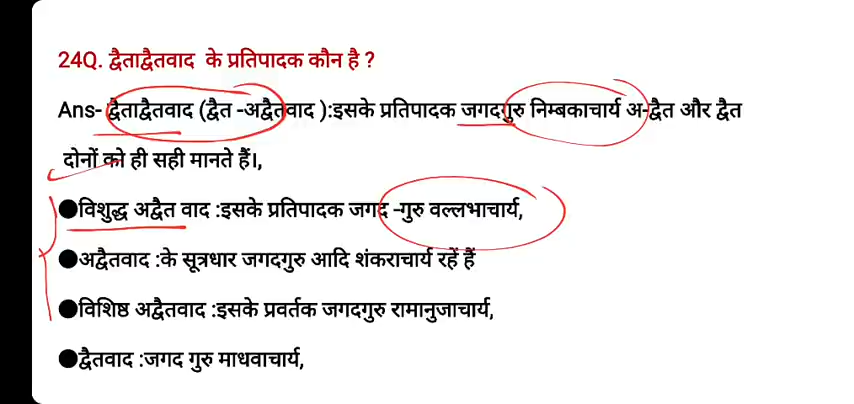 24Q. द्वैताद्वैतवाद के प्रतिपादक कौन है ?
Ans- द्वैताद्वैतवाद (द्वैत -अद्वैतवाद ):इसके प्रतिपादक जगदगुरु निम्बकाचार्य अ-द्वैत और द्वैत
दोनों को ही सही मानते हैं।,
●विशुद्ध अद्वैत वाद :इसके प्रतिपादक जगद -गुरु वल्लभाचार्य,
●अद्वैतवाद :के सूत्रधार जगदगुरु आदि शंकराचार्य रहें हैं
●विशिष्ठ अद्वैतवाद :इसके प्रवर्तक जगदगुरु रामानुजाचार्य,
●द्वैतवाद :जगद गुरु माधवाचार्य,